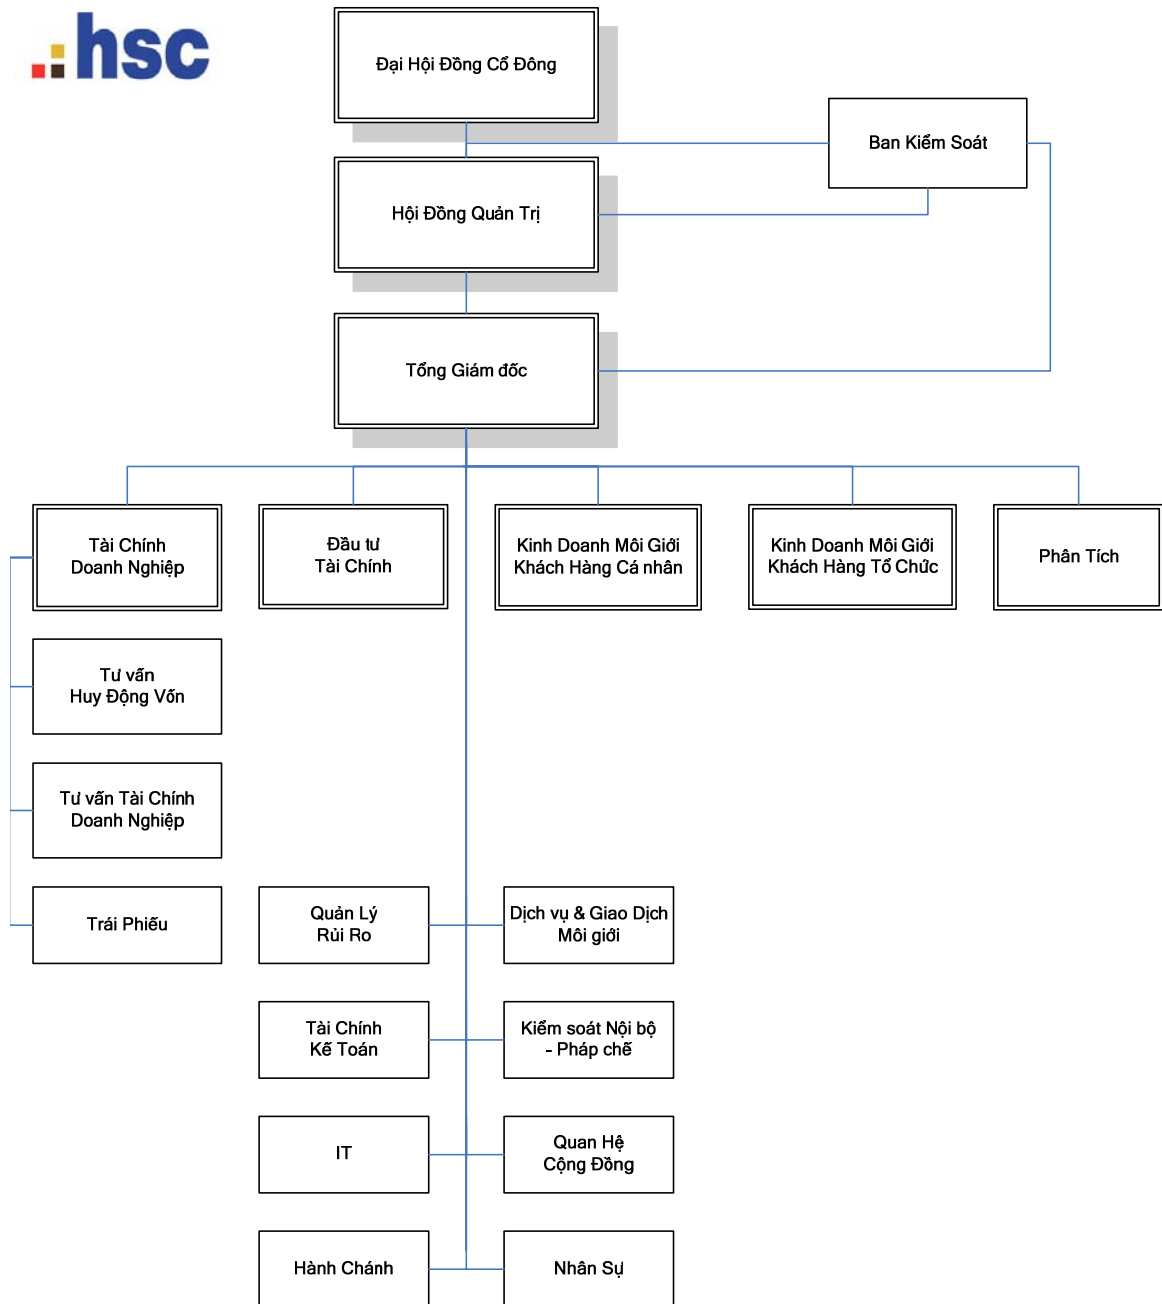 hsc
Đại Hội Đồng Cổ Đông
Ban Kiểm Soát
Hội Đồng Quản Trị
Tổng Giám đốc
Tài Chính
Doanh Nghiệp
Đầu tư
Tài Chính
Kinh Doanh Môi Giới
Khách Hàng Cá nhân
Kinh Doanh Môi Giới
Khách Hàng Tổ Chức
Phân Tích
Tư vấn
Huy Động Vốn
Tư vấn Tài Chính
Doanh Nghiệp
Trái Phiếu
Quản Lý
Rủi Ro
Dịch vụ & Giao Dịch
Môi giới
Tài Chính
Kế Toán
Kiểm soát Nội bộ
- Pháp chế
IT
Quan Hệ
Cộng Đồng
Hành Chánh
Nhân Sự